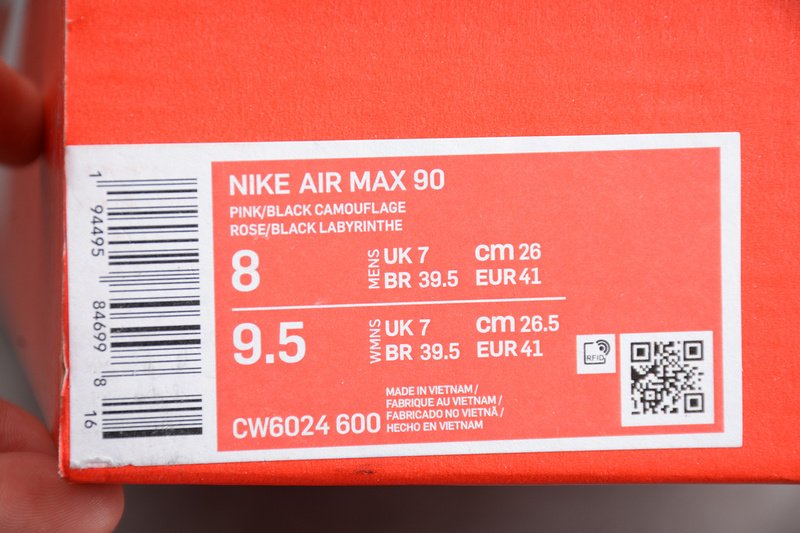 1
94495
84699
8
16
NIKE AIR MAX 90
PINK/BLACK CAMOUFLAGE
ROSE/BLACK LABYRINTHE
8
MENS
UK 7
cm 26
BR 39.5
EUR 41
9.5
WMNS
UK 7
cm 26.5
BR 39.5
EUR 41
RFID
CW6024 600
MADE IN VIETNAM /
FABRIQUE AU VIETNAM /
FABRICADO NO VIETNÃ /
HECHO EN VIETNAM